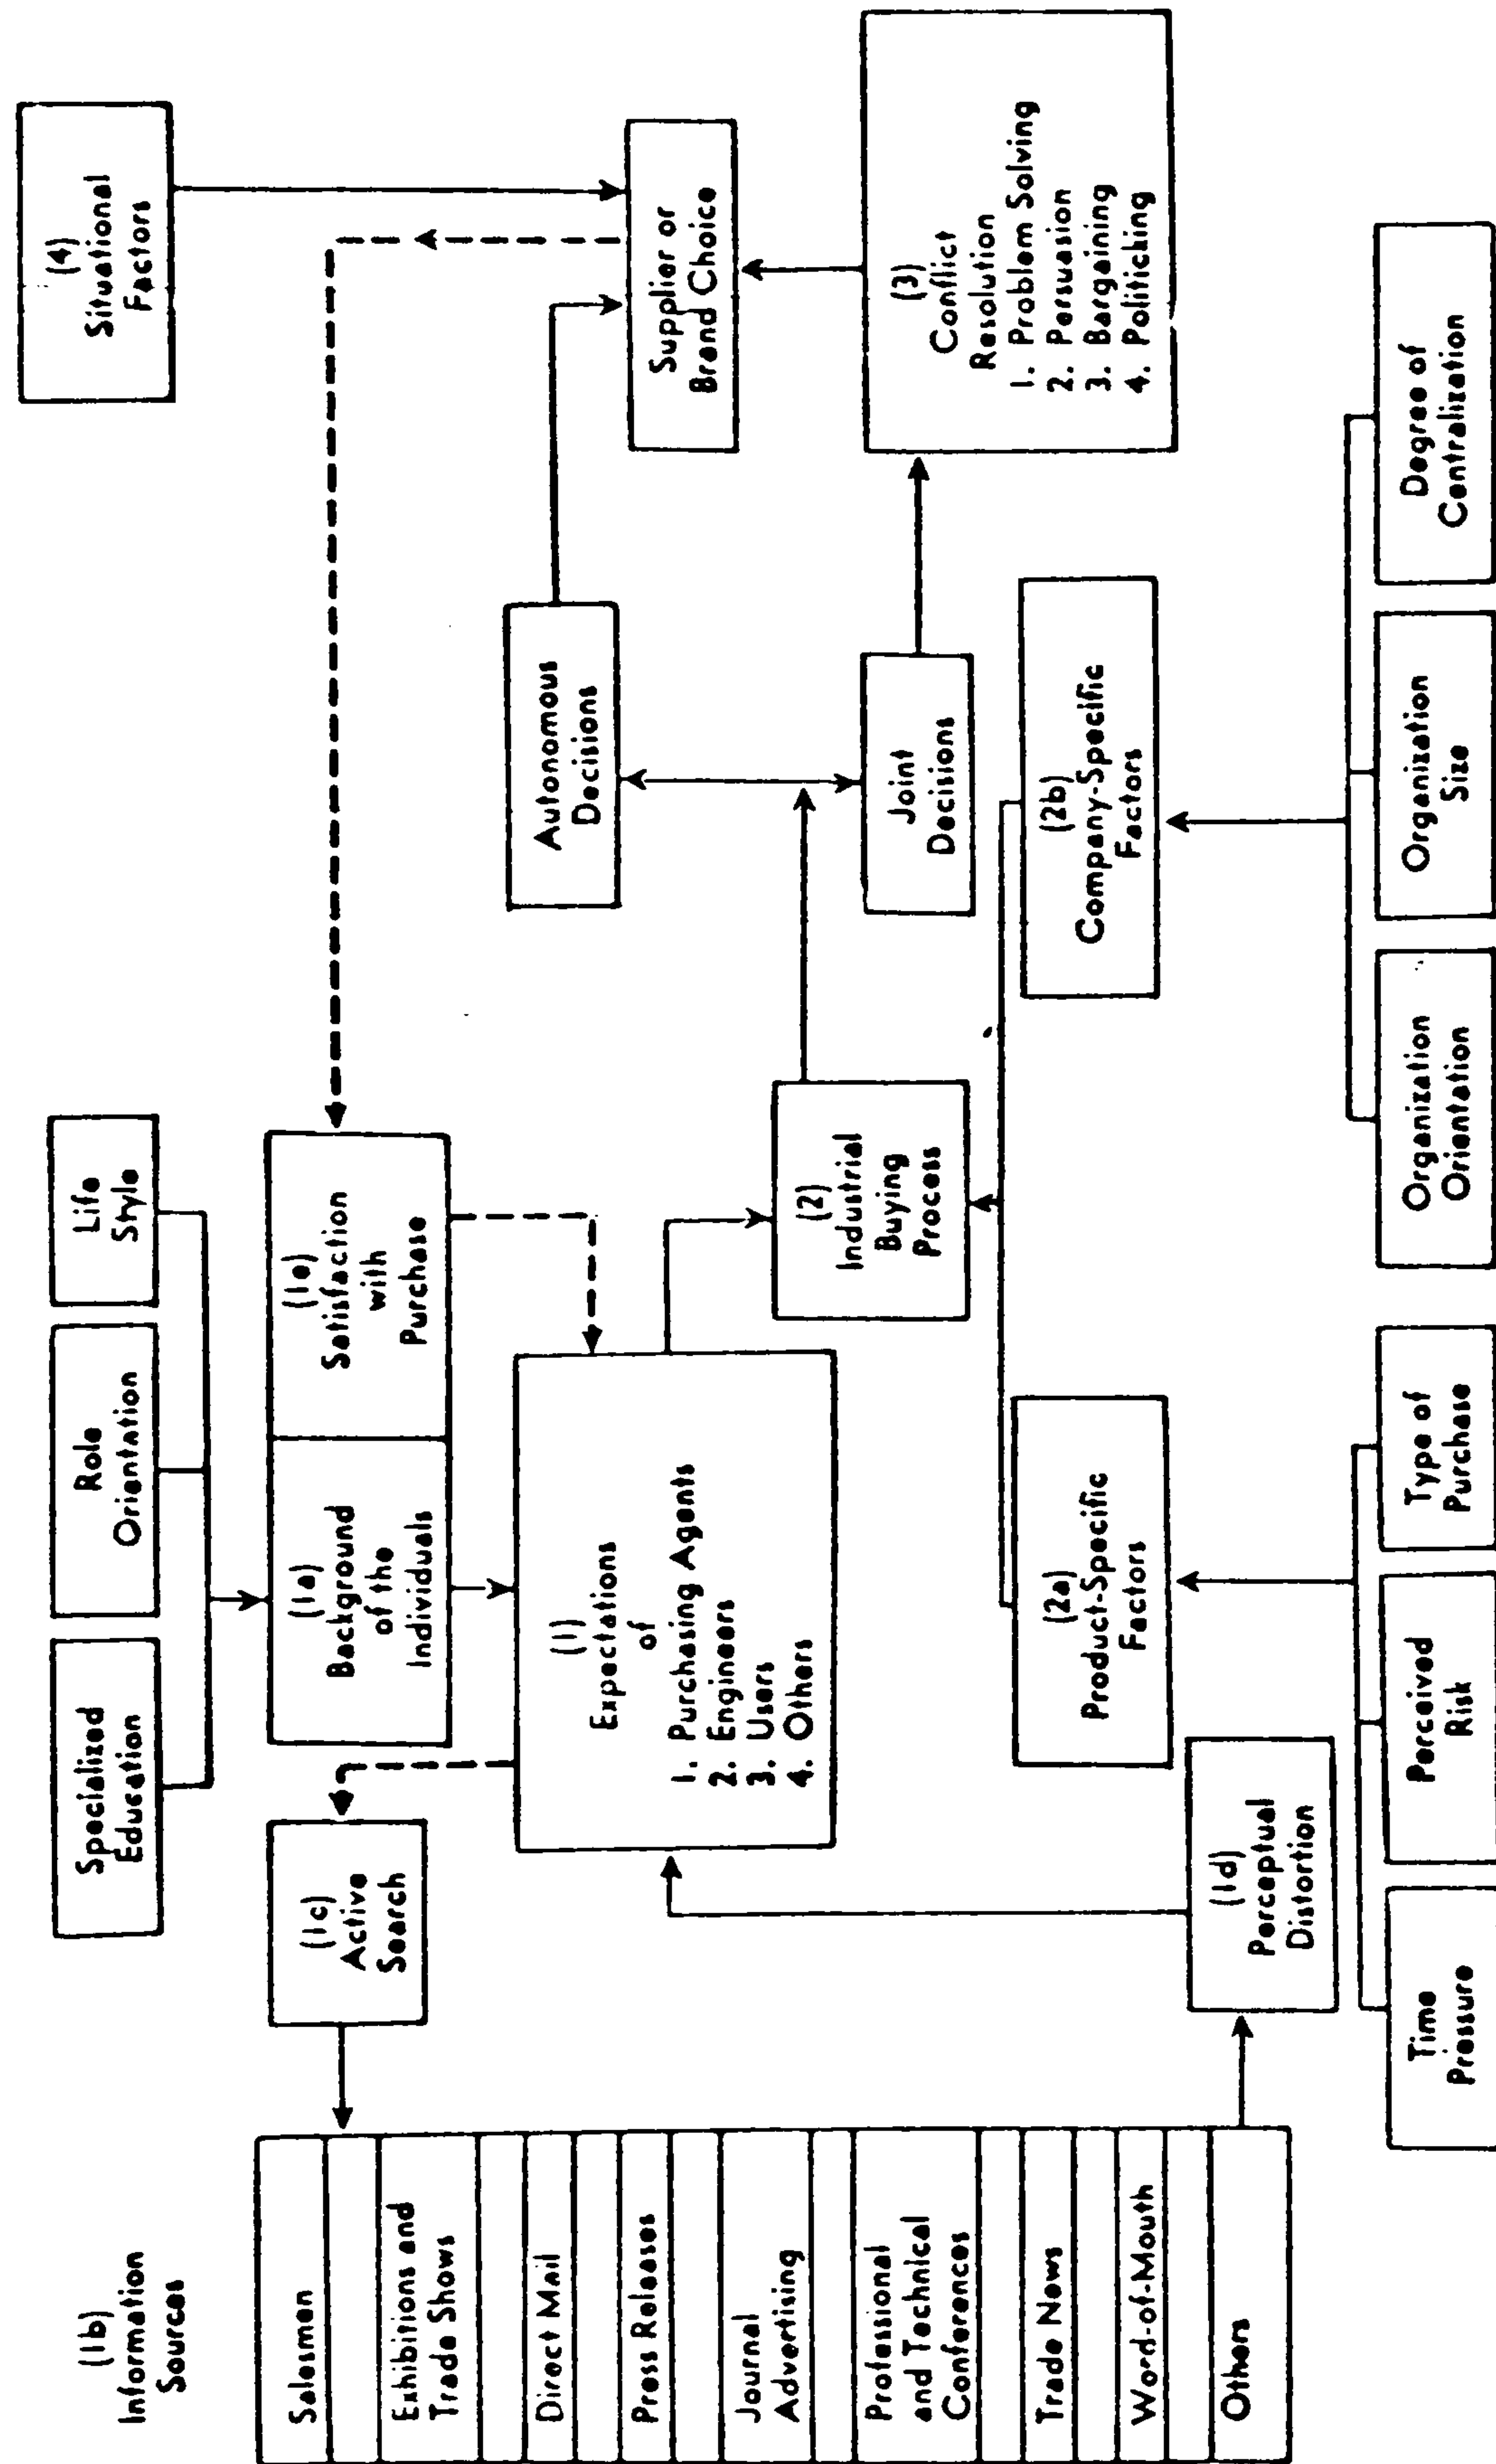 (1b)
Information
Sources
Salesmen
Exhibitions and
Trade Shows
Direct Mail
Press Releases
Journal
Advertising
Professional
and Technical
Conferences
Trade News
Word-of-Mouth
Others
Specialized
Education
Role
Orientation
Life
Style
(1c)
Active
Search
(1a)
Background
of the
Individuals
(1e)
Satisfaction
with
Purchase
(1)
Expectations
of
1. Purchasing Agents
2. Engineers
3. Users
4. Others
(1d)
Perceptual
Distortion
(2)
Industrial
Buying
Process
(2a)
Product-Specific
Factors
(2b)
Company-Specific
Factors
Time
Pressure
Perceived
Risk
Type of
Purchase
Organization
Orientation
Organization
Size
Degree of
Centralization
Autonomous
Decisions
Joint
Decisions
(3)
Conflict
Resolution
1. Problem Solving
2. Persuasion
3. Bargaining
4. Politicking
Supplier or
Brand Choice
(4)
Situational
Factors